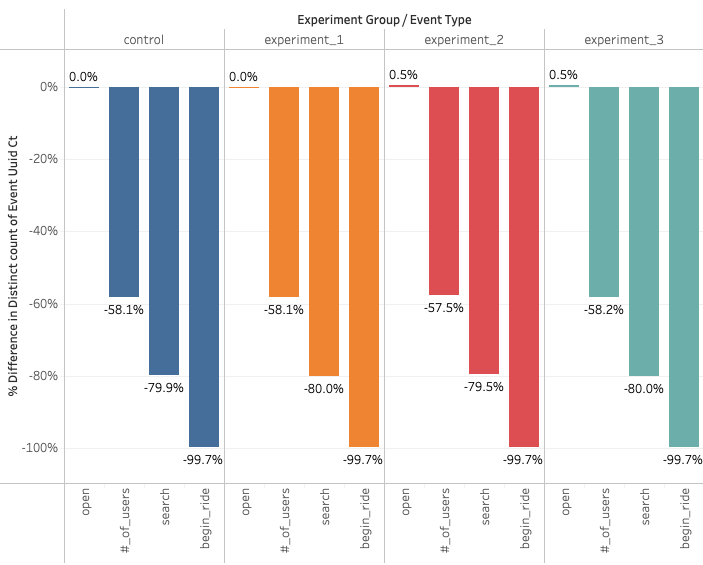 Experiment Group / Event Type
control experiment_1 experiment_2 experiment_3
% Difference in Distinct count of Event Uuid Ct
0%
-20%
-40%
-60%
-80%
-100%
0.0%
-58.1%
-79.9%
-99.7%
0.0%
-58.1%
-80.0%
-99.7%
0.5%
-57.5%
-79.5%
-99.7%
0.5%
-58.2%
-80.0%
-99.7%
open
#_of_users
search
begin_ride
open
#_of_users
search
begin_ride
open
#_of_users
search
begin_ride
open
#_of_users
search
begin_ride